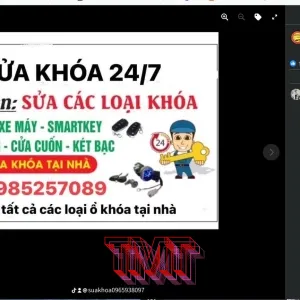 ỬA KHÓA 24/7
n: SỬA CÁC LOẠI KHÓA
XE MÁY - SMARTKEY
- CỬA CUỐN - KÉT BẠC
A KHÓA TẠI NHÀ
24
985257089
tất cả các loại ổ khóa tại nhà
TMT
@suakhoa0965938097